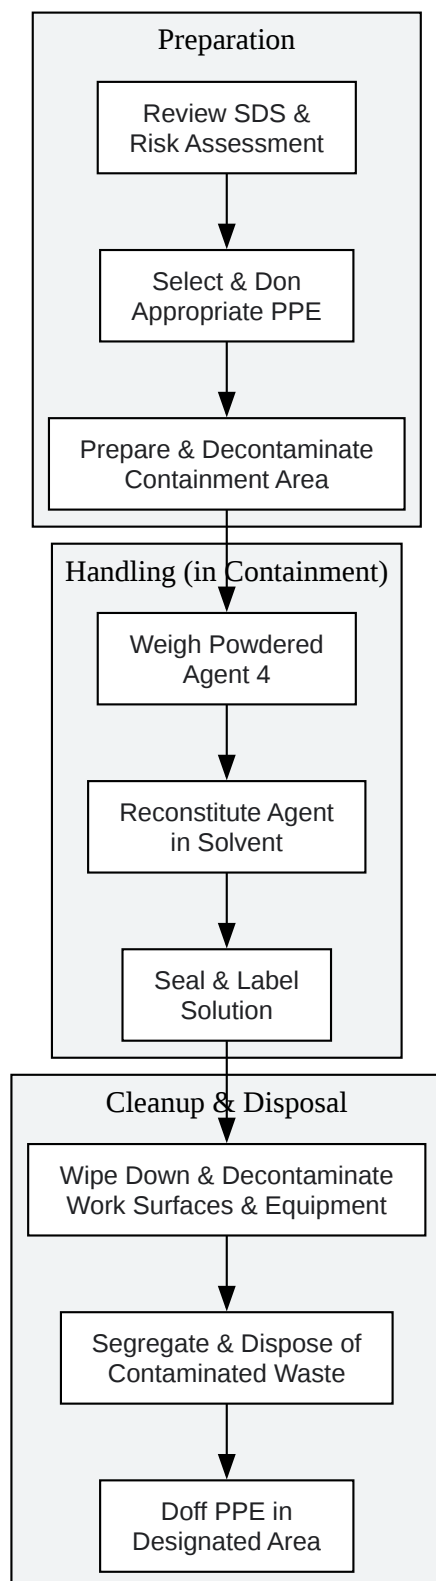 Preparation
Review SDS &
Risk Assessment
Select & Don
Appropriate PPE
Prepare & Decontaminate
Containment Area
Handling (in Containment)
Weigh Powdered
Agent 4
Reconstitute Agent
in Solvent
Seal & Label
Solution
Cleanup & Disposal
Wipe Down & Decontaminate
Work Surfaces & Equipment
Segregate & Dispose of
Contaminated Waste
Doff PPE in
Designated Area